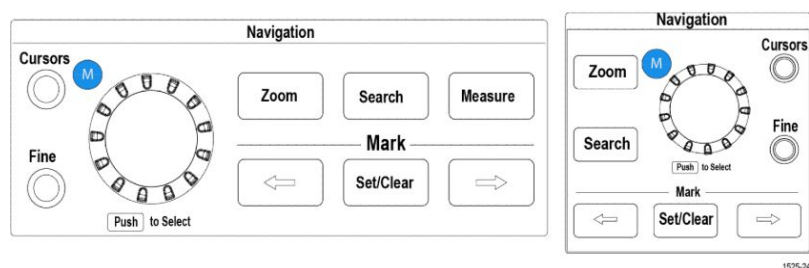 Navigation
Cursors
M
Zoom
Search
Measure
Fine
Mark
Set/Clear
Push to Select
Navigation
Cursors
Zoom
M
Fine
Search
Push to Select
Mark
Set/Clear